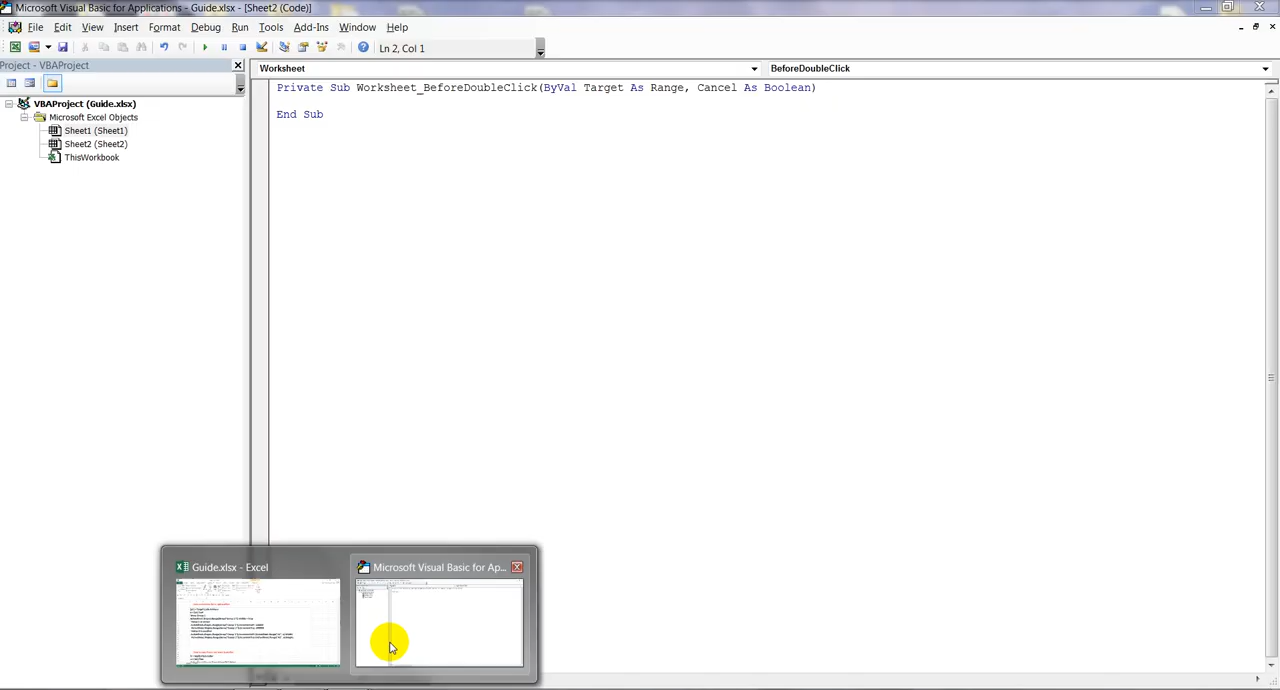 Microsoft Visual Basic for Applications - Guide.xlsx - [Sheet2 (Code)]
File Edit View Insert Format Debug Run Tools Add-Ins Window Help
Ln 2, Col 1
Project - VBAProject
Worksheet
BeforeDoubleClick
VBAProject (Guide.xlsx)
Microsoft Excel Objects
Sheet1 (Sheet1)
Sheet2 (Sheet2)
ThisWorkbook
Private Sub Worksheet_BeforeDoubleClick(ByVal Target As Range, Cancel As Boolean)
End Sub
Guide.xlsx - Excel
Microsoft Visual Basic for Ap...